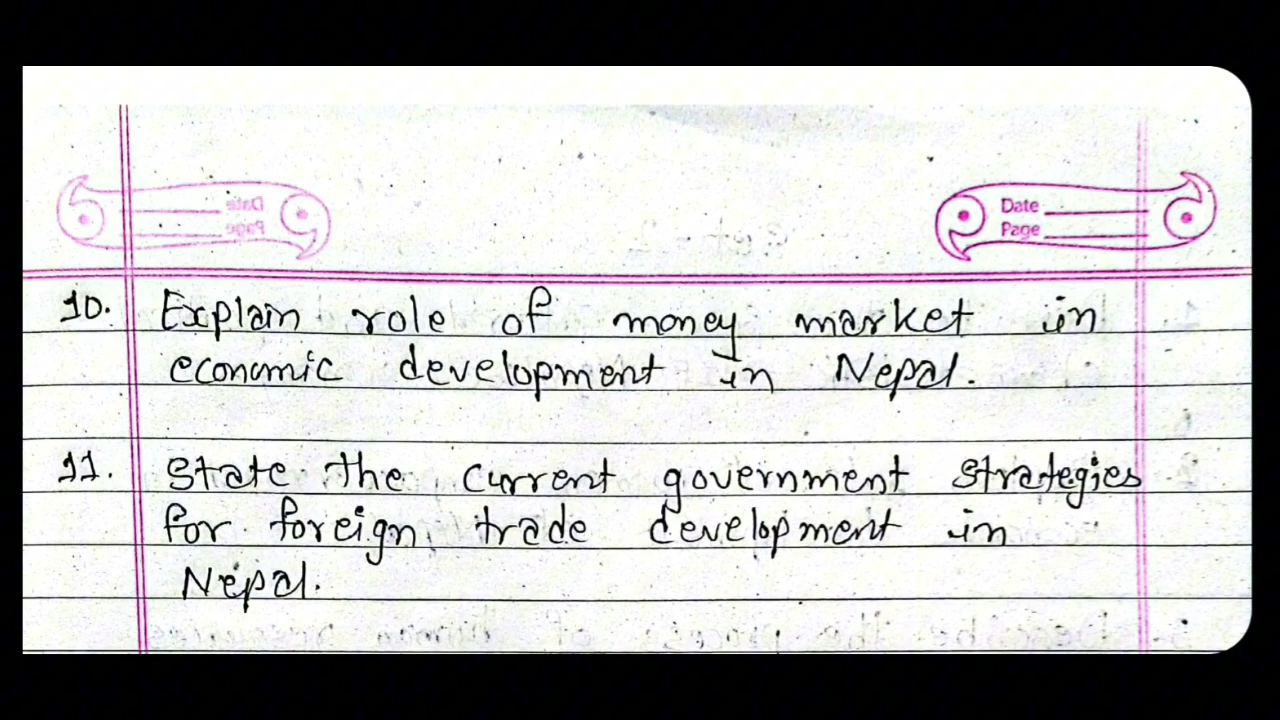 Date
Page
10. Explain role of money market in
economic development in Nepal.
11. State the current government strategies
for foreign trade development in
Nepal.